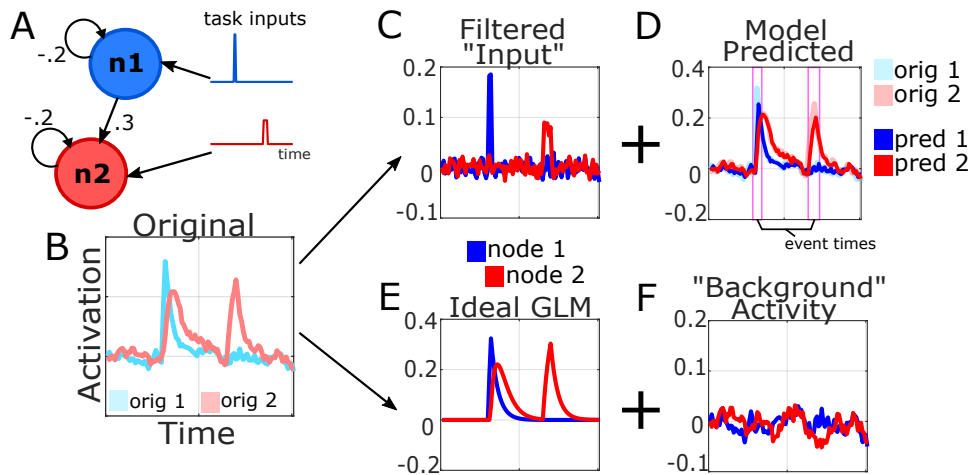 A
task inputs
-.2
n1
.3
-.2
n2
time
B
Original
Activation
orig 1
orig 2
Time
C
Filtered
"Input"
0.2
0.1
0
-0.1
node 1
node 2
D
Model
Predicted
0.4
0.2
0
-0.2
orig 1
orig 2
pred 1
pred 2
event times
+
E
Ideal GLM
0.4
0.2
0
-0.2
+
F
"Background"
Activity
0.2
0.1
0
-0.1